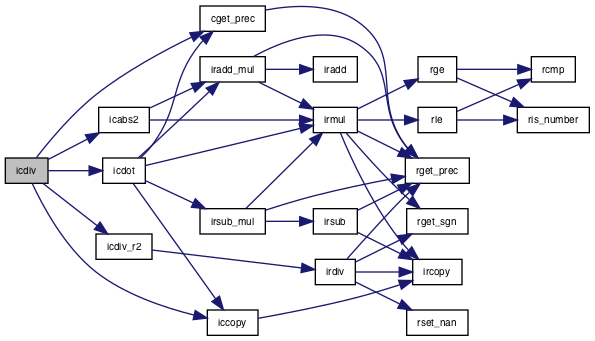 cget_prec
iradd_mul
iradd
rge
rcmp
icabs2
irmul
rle
ris_number
icdiv
icdot
rget_prec
irsub_mul
irsub
rget_sgn
icdiv_r2
irdiv
ircopy
iccopy
rset_nan